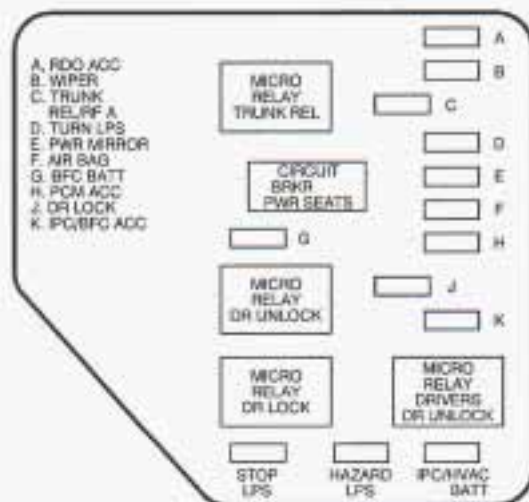 A. RDO ACC
B. WIPER
C. TRUNK
REL/RF A
D. TURN LPS
E. PWR MIRROR
F. AIR BAG
G. BFC BATT
H. PCM ACC
J. DR LOCK
K. IPC/BFC ACC
MICRO
RELAY
TRUNK REL
A
B
C
CIRCUIT
BRKR
PWR SEATS
D
E
F
G
H
MICRO
RELAY
DR UNLOCK
J
K
MICRO
RELAY
DR LOCK
MICRO
RELAY
DRIVERS
DR UNLOCK
STOP
LPS
HAZARD
LPS
IPC/HVAC
BATT